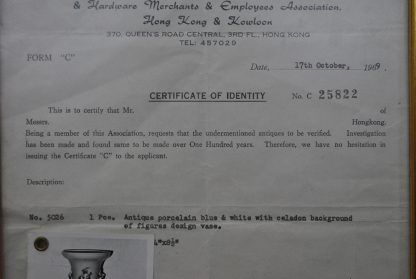 & Hardware Merchants & Employees Association,
Hong Kong & Kowloon
370, QUEEN'S ROAD CENTRAL, 3RD FL., HONG KONG
TEL: 457029
FORM "C"
Date, 17th October, 1969.
CERTIFICATE OF IDENTITY No. C 25822
This is to certify that Mr. of
Messrs. Hongkong.
Being a member of this Association, requests that the undermentioned antiques to be verified. Investigation
has been made and found same to be made over One Hundred years. Therefore, we have no hesitation in
issuing the Certificate "C" to the applicant.
Description:
No. 5026 1 Pce. Antique porcelain blue & white with celadon background
of figures design vase.